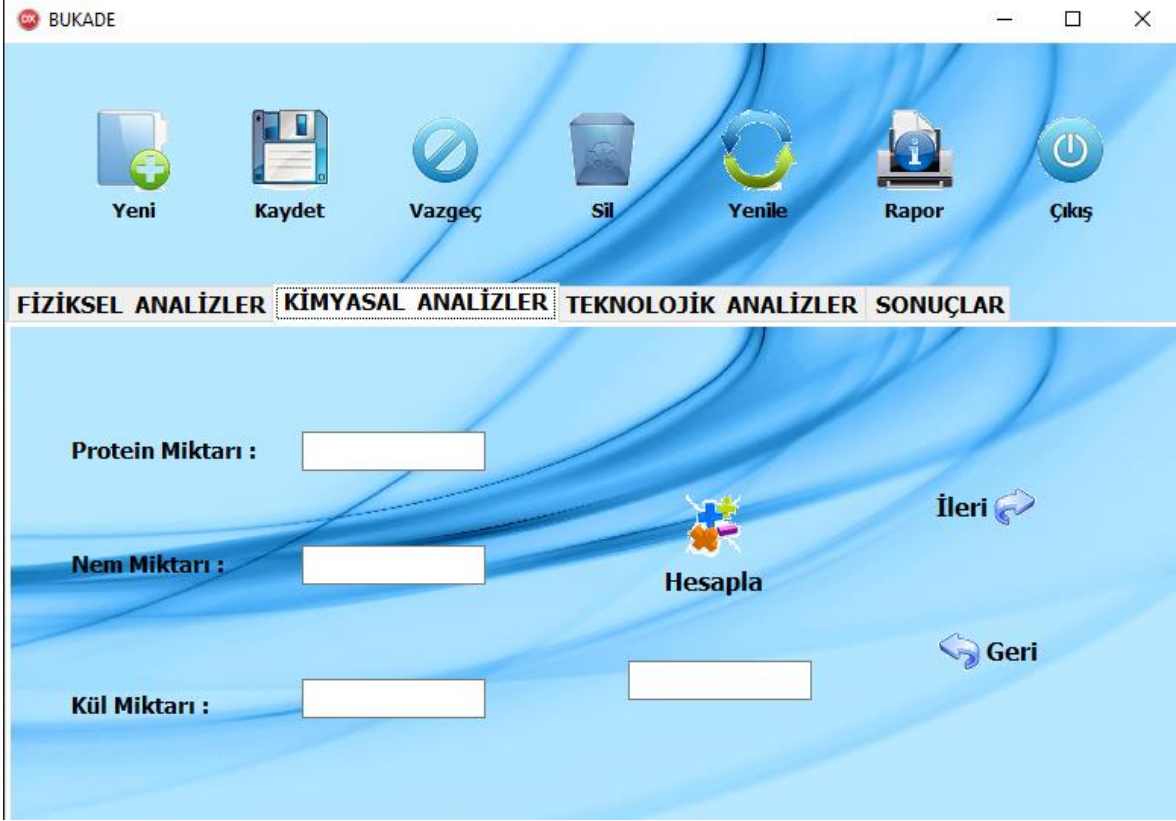 BUKADE
Yeni Kaydet Vazgeç Sil Yenile Rapor Çıkış
FİZİKSEL ANALİZLER KİMYASAL ANALİZLER TEKNOLOJİK ANALİZLER SONUÇLAR
Protein Miktarı :
İleri
Nem Miktarı :
Hesapla
Geri
Kül Miktarı :